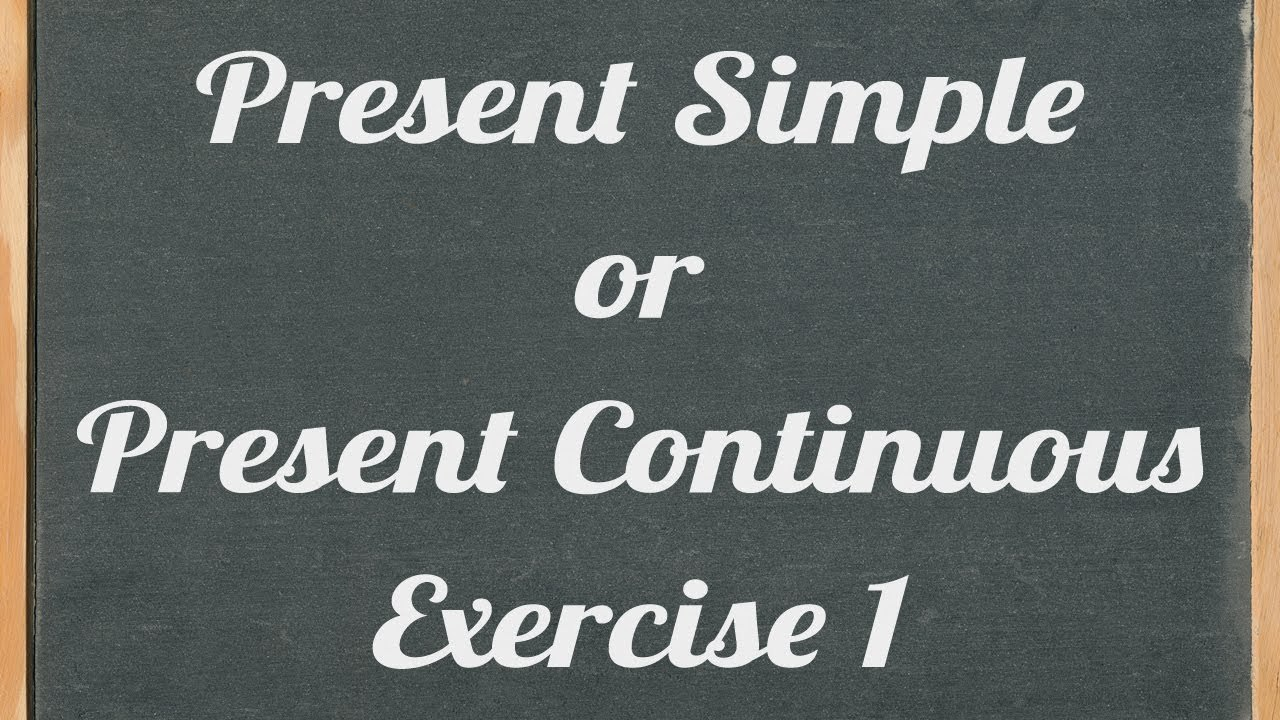 Present Simple
or
Present Continuous
Exercise 1